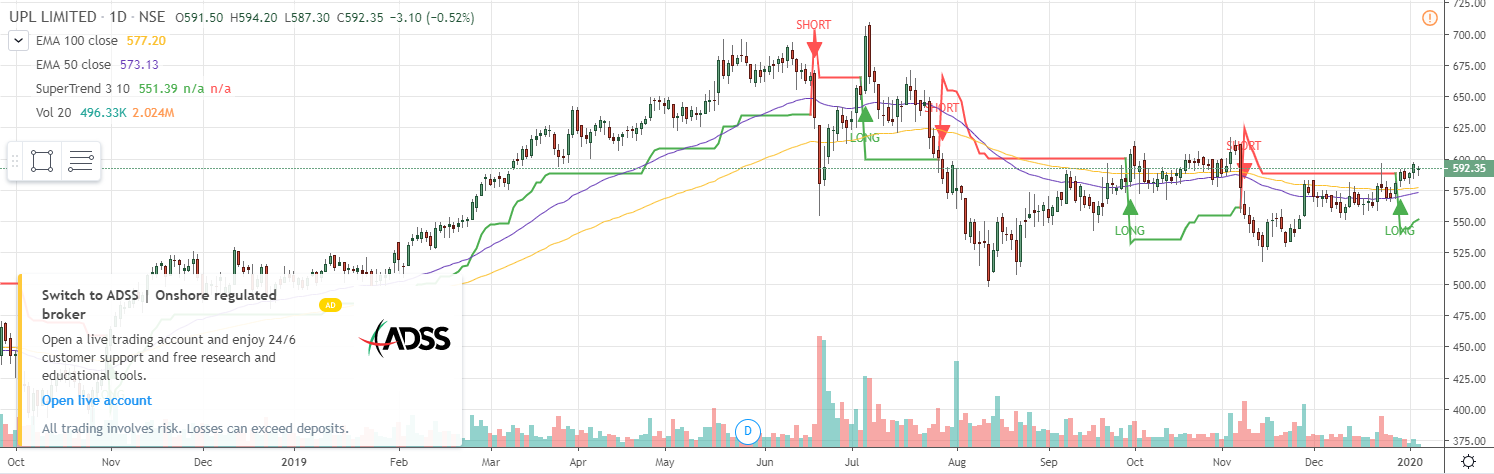 UPL LIMITED · 1D · NSE O591.50 H594.20 L587.30 C592.35 −3.10 (−0.52%)
EMA 100 close 577.20
EMA 50 close 573.13
SuperTrend 3 10 551.39 n/a n/a
Vol 20 496.33K 2.024M
SHORT
LONG
SHORT
LONG
SHORT
LONG
725.00
700.00
675.00
650.00
625.00
600.00
592.35
575.00
550.00
525.00
500.00
475.00
450.00
425.00
400.00
375.00
Switch to ADSS | Onshore regulated
broker
AD
Open a live trading account and enjoy 24/6
customer support and free research and
educational tools.
ADSS
Open live account
All trading involves risk. Losses can exceed deposits.
D
Oct Nov Dec 2019 Feb Mar Apr May Jun Jul Aug Sep Oct Nov Dec 2020